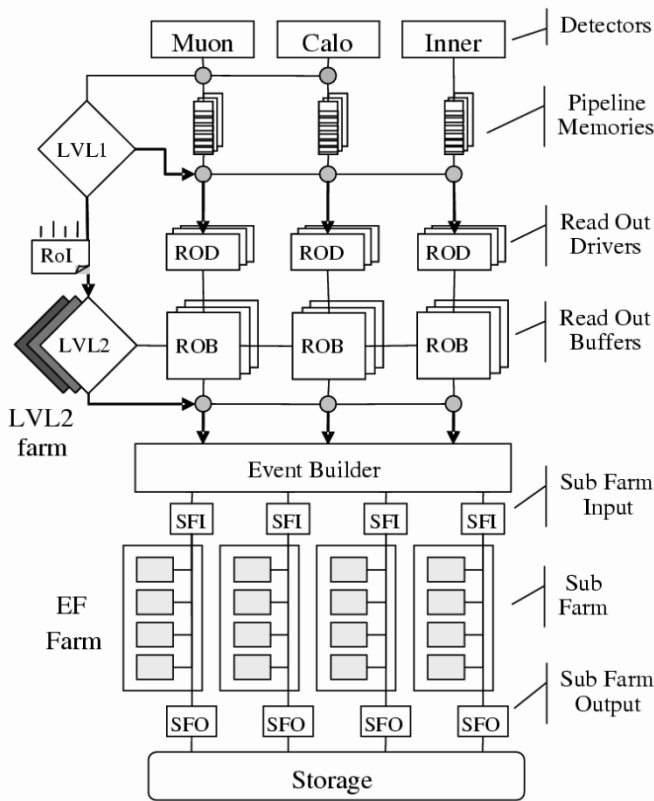 Muon
Calo
Inner
Detectors
Pipeline
Memories
LVL1
RoI
ROD
ROD
ROD
Read Out
Drivers
LVL2
ROB
ROB
ROB
Read Out
Buffers
LVL2
farm
Event Builder
SFI
SFI
SFI
SFI
Sub Farm
Input
EF
Farm
Sub
Farm
SFO
SFO
SFO
SFO
Sub Farm
Output
Storage